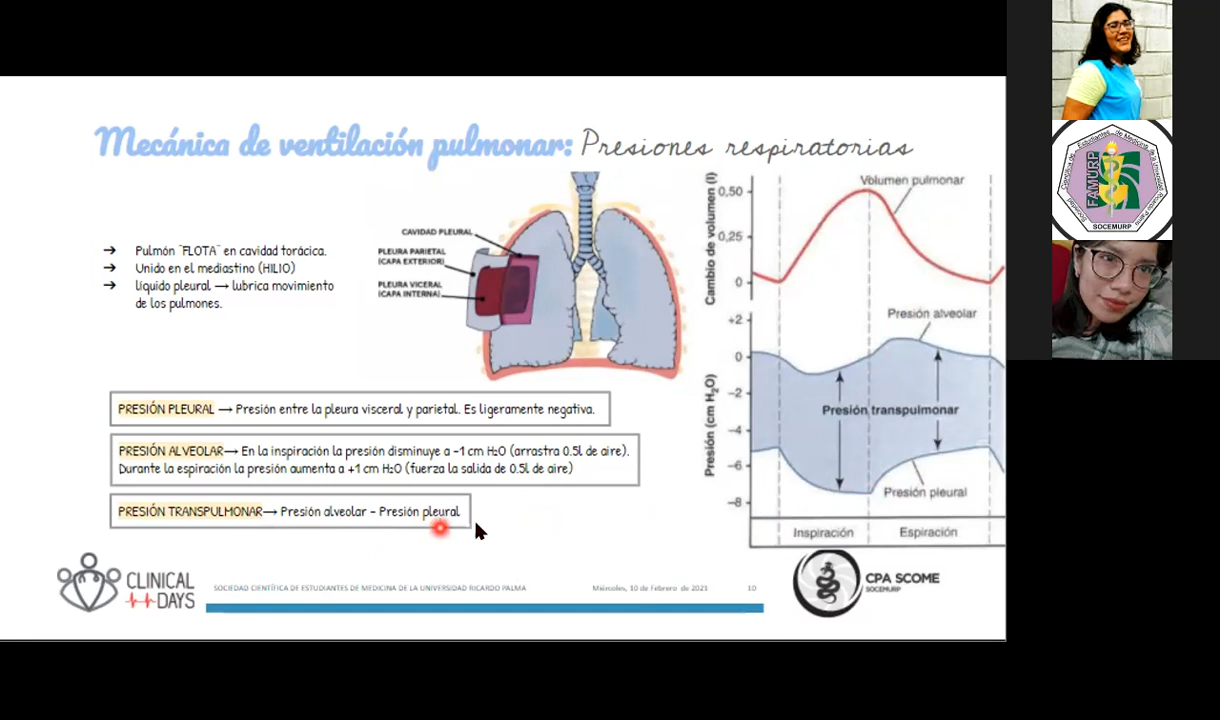 Mecánica de ventilación pulmonar: Presiones respiratorias
➔ Pulmón "FLOTA" en cavidad torácica.
➔ Unido en el mediastino (HILIO)
➔ líquido pleural → lubrica movimiento
de los pulmones.
CAVIDAD PLEURAL
PLEURA PARIETAL
(CAPA EXTERIOR)
PLEURA VICERAL
(CAPA INTERNA)
PRESIÓN PLEURAL → Presión entre la pleura visceral y parietal. Es ligeramente negativa.
PRESIÓN ALVEOLAR → En la inspiración la presión disminuye a -1 cm H2O (arrastra 0.5l de aire).
Durante la espiración la presión aumenta a +1 cm H2O (fuerza la salida de 0.5l de aire)
PRESIÓN TRANSPULMONAR → Presión alveolar - Presión pleural
Cambio de volumen (l)
0,50
0,25
0
Volumen pulmonar
Presión (cm H2O)
+2
0
–2
–4
–6
–8
Presión alveolar
Presión transpulmonar
Presión pleural
Inspiración
Espiración
CLINICAL
DAYS
SOCIEDAD CIENTÍFICA DE ESTUDIANTES DE MEDICINA DE LA UNIVERSIDAD RICARDO PALMA
Miércoles, 10 de febrero de 2021
10
CPA SCOME
SOCEMURP
FAMURP
SOCEMURP